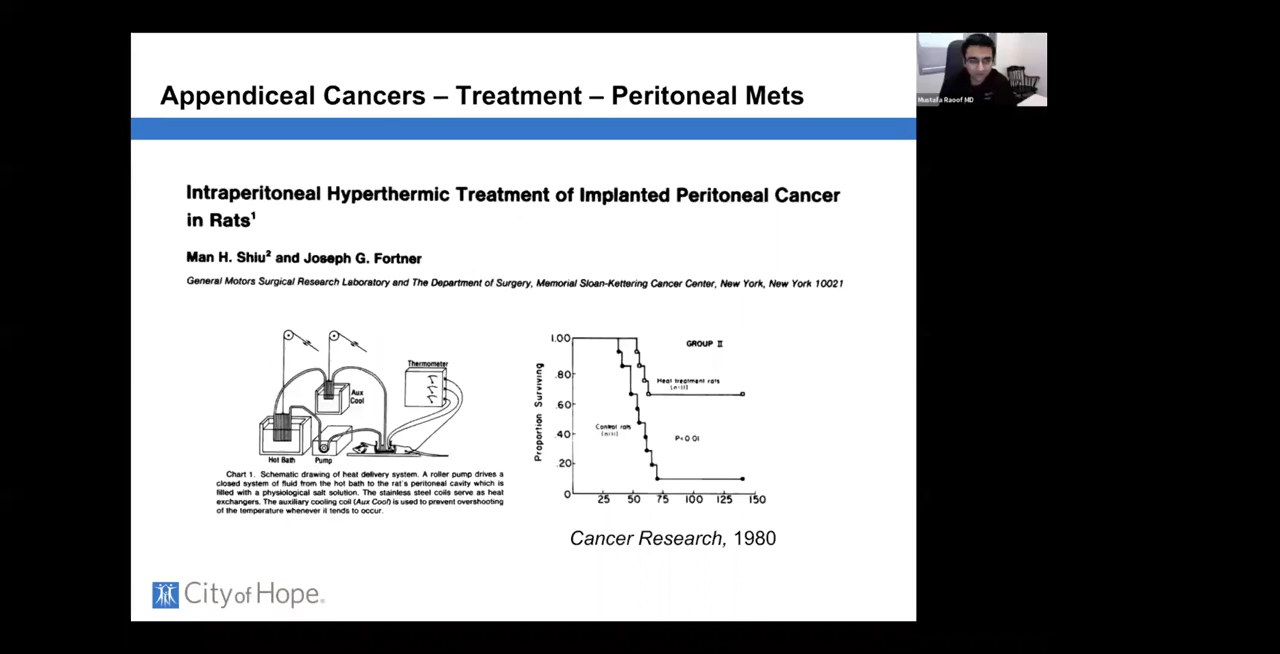 Appendiceal Cancers – Treatment – Peritoneal Mets
Mustafa Raoof MD
Intraperitoneal Hyperthermic Treatment of Implanted Peritoneal Cancer
in Rats¹
Man H. Shiu² and Joseph G. Fortner
General Motors Surgical Research Laboratory and The Department of Surgery, Memorial Sloan-Kettering Cancer Center, New York, New York 10021
Thermometer
Aux
Cool
Hot Bath
Pump
Chart 1. Schematic drawing of heat delivery system. A roller pump drives a
closed system of fluid from the hot bath to the rat's peritoneal cavity which is
filled with a physiological salt solution. The stainless steel coils serve as heat
exchangers. The auxiliary cooling coil (Aux Cool) is used to prevent overshooting
of the temperature whenever it tends to occur.
Proportion Surviving
1.00
.80
.60
.40
.20
0
25 50 75 100 125 150
GROUP II
Heat treatment rats
Control rats
P<0.01
Cancer Research, 1980
City of Hope®